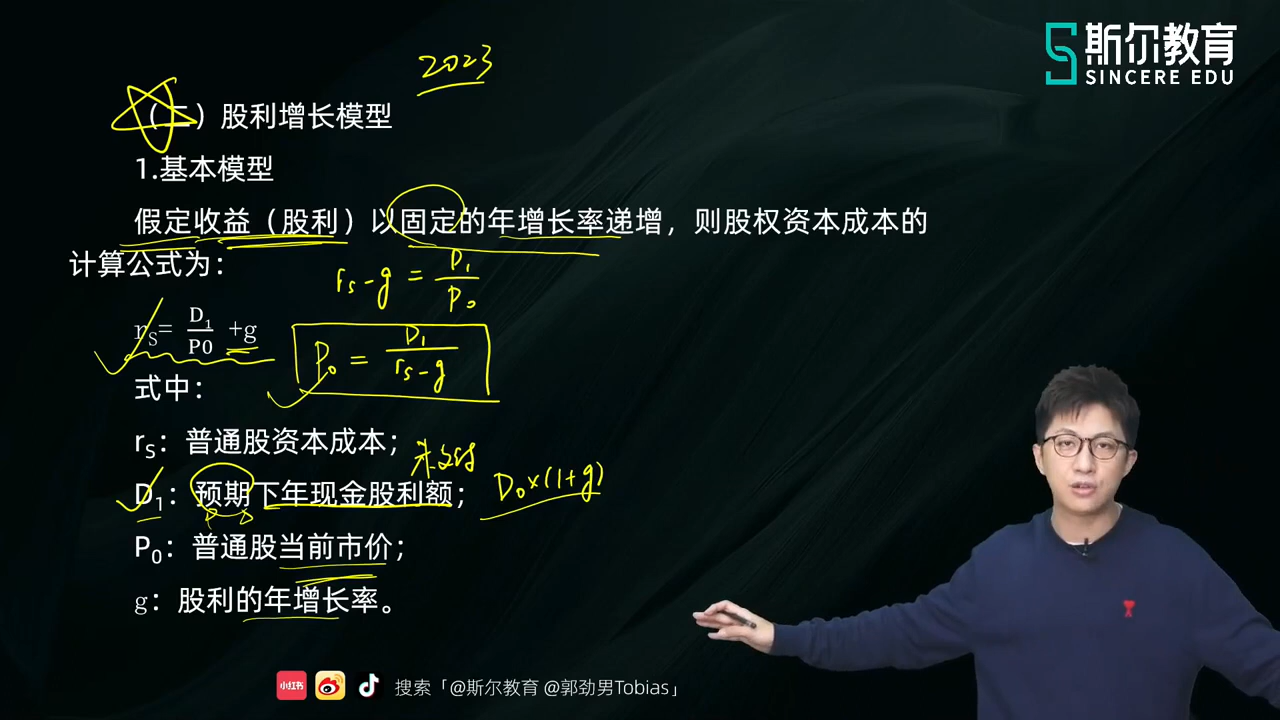 斯尔教育
SINCERE EDU
2023
(二) 股利增长模型
1.基本模型
假定收益（股利）以固定的年增长率递增，则股权资本成本的
计算公式为：
rs-g = D1/P0
rS= D1/P0 +g
P0 = D1/(rs-g)
式中：
rS：普通股资本成本；
未支付
D1：预期下年现金股利额；
D0×(1+g)
P0：普通股当前市价；
g：股利的年增长率。
小红书
搜索「@斯尔教育 @郭劲男Tobias」